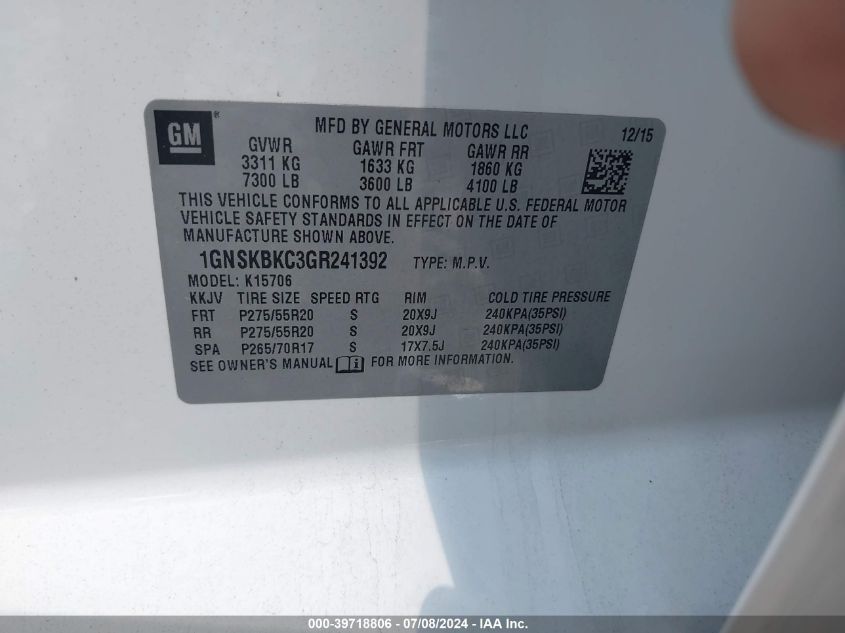 GM ®
MFD BY GENERAL MOTORS LLC 12/15
GVWR GAWR FRT GAWR RR
3311 KG 1633 KG 1860 KG
7300 LB 3600 LB 4100 LB
THIS VEHICLE CONFORMS TO ALL APPLICABLE U.S. FEDERAL MOTOR
VEHICLE SAFETY STANDARDS IN EFFECT ON THE DATE OF
MANUFACTURE SHOWN ABOVE.
1GNSKBKC3GR241392 TYPE: M.P.V.
MODEL: K15706
KKJV TIRE SIZE SPEED RTG RIM COLD TIRE PRESSURE
FRT P275/55R20 S 20X9J 240KPA(35PSI)
RR P275/55R20 S 20X9J 240KPA(35PSI)
SPA P265/70R17 S 17X7.5J 240KPA(35PSI)
SEE OWNER'S MANUAL i FOR MORE INFORMATION.
000-39718806 / 07/08/2024 - IAA Inc.